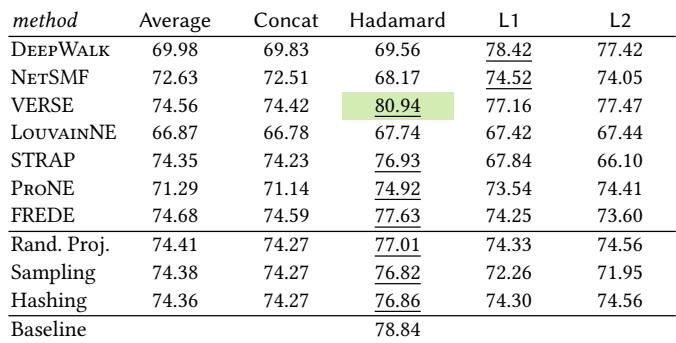 method Average Concat Hadamard L1 L2
DeepWalk 69.98 69.83 69.56 78.42 77.42
NetSMF 72.63 72.51 68.17 74.52 74.05
VERSE 74.56 74.42 80.94 77.16 77.47
LouvainNE 66.87 66.78 67.74 67.42 67.44
STRAP 74.35 74.23 76.93 67.84 66.10
ProNE 71.29 71.14 74.92 73.54 74.41
FREDE 74.68 74.59 77.63 74.25 73.60
Rand. Proj. 74.41 74.27 77.01 74.33 74.56
Sampling 74.38 74.27 76.82 72.26 71.95
Hashing 74.36 74.27 76.86 74.30 74.56
Baseline 78.84